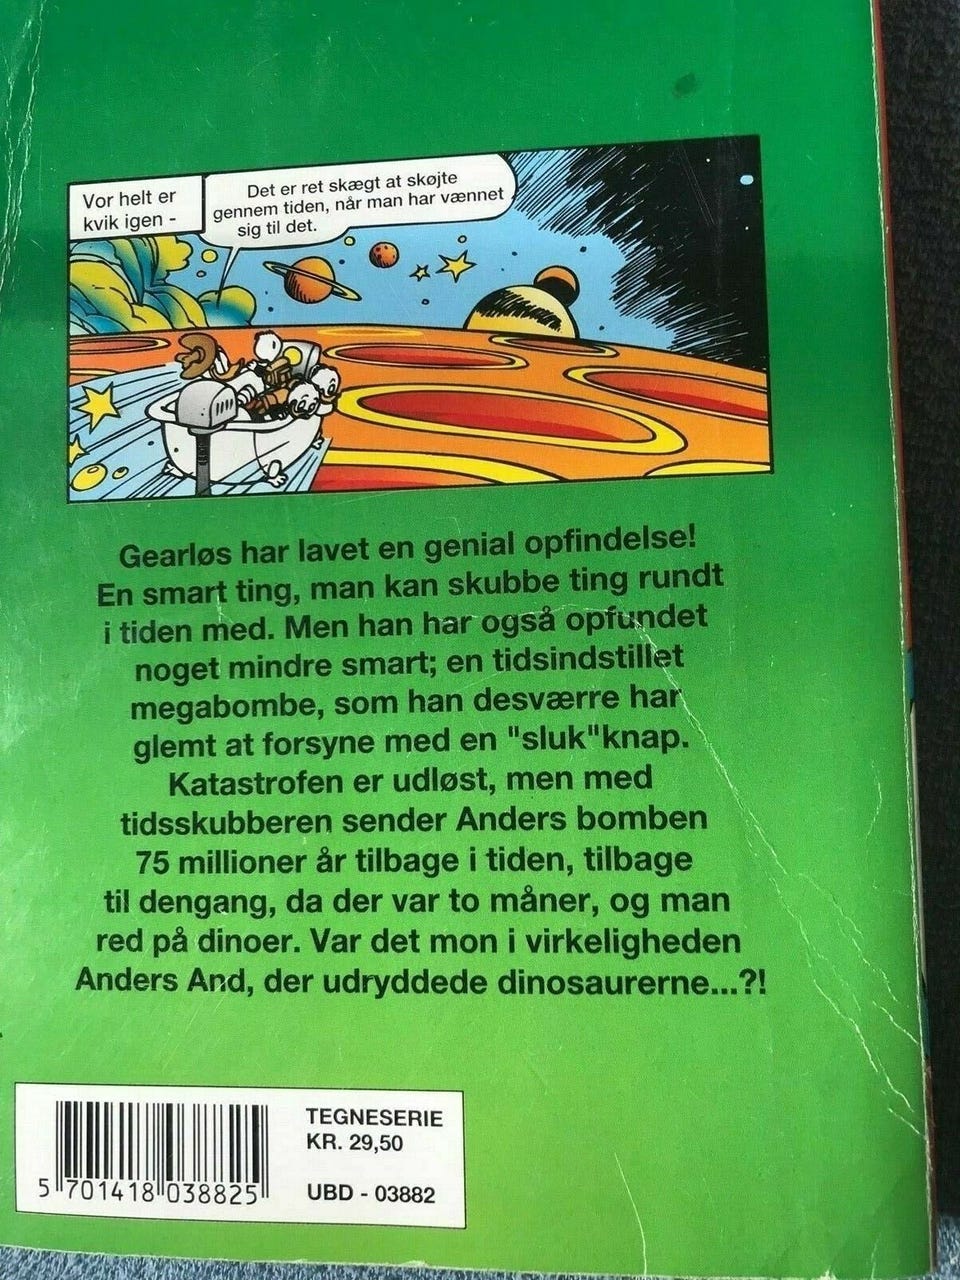 Vor helt er
kvik igen -
Det er ret skægt at skøjte
gennem tiden, når man har vænnet
sig til det.
Gearløs har lavet en genial opfindelse!
En smart ting, man kan skubbe ting rundt
i tiden med. Men han har også opfundet
noget mindre smart; en tidsindstillet
megabombe, som han desværre har
glemt at forsyne med en "sluk"knap.
Katastrofen er udløst, men med
tidsskubberen sender Anders bomben
75 millioner år tilbage i tiden, tilbage
til dengang, da der var to måner, og man
red på dinoer. Var det mon i virkeligheden
Anders And, der udryddede dinosaurerne...?!
TEGNESERIE
KR. 29,50
UBD - 03882
5 701418 038825